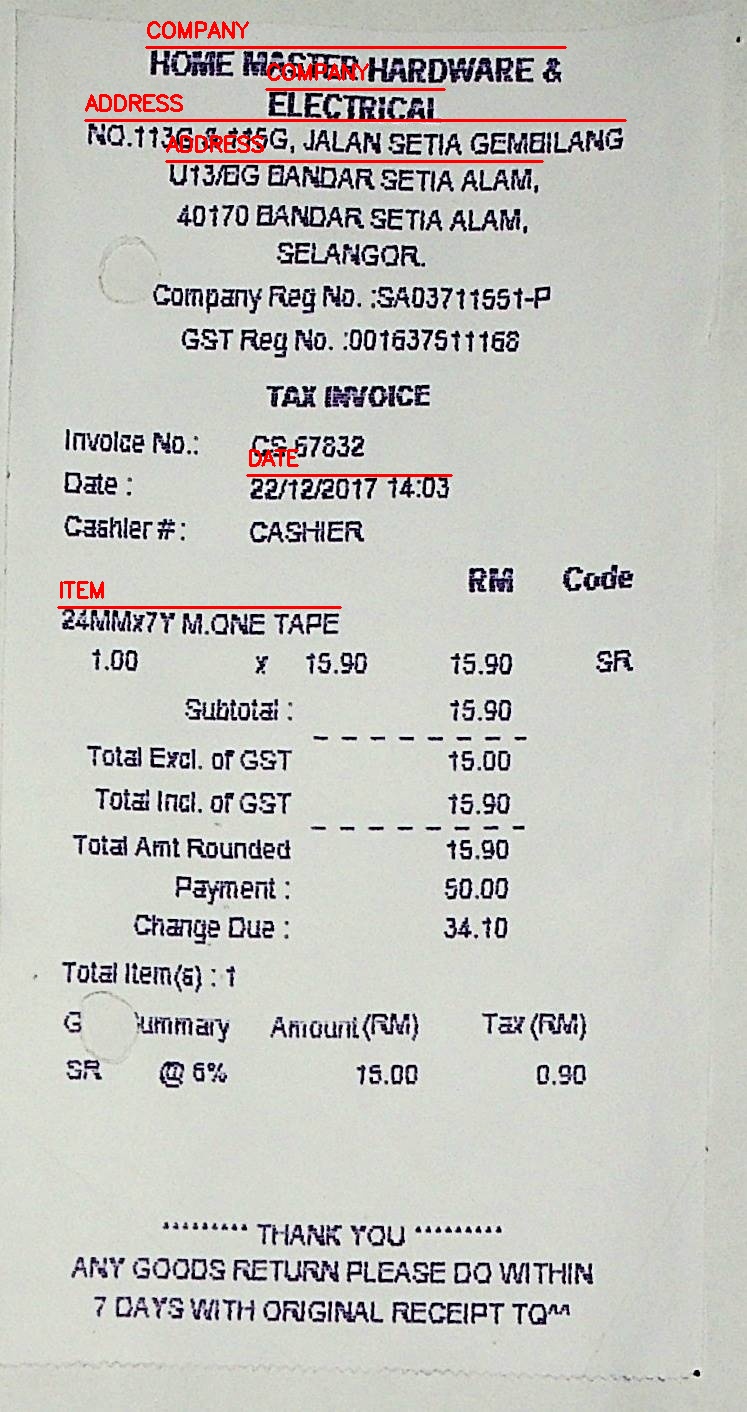 COMPANY
HOME MASTER HARDWARE &
COMPANY
ELECTRICAL
ADDRESS
NO.113G & 115G, JALAN SETIA GEMBILANG
ADDRESS
U13/BG BANDAR SETIA ALAM,
40170 BANDAR SETIA ALAM,
SELANGOR.
Company Reg No. :SA03711551-P
GST Reg No. :001637511168
TAX INVOICE
Invoice No.: CS 67832
DATE
Date : 22/12/2017 14:03
Cashier #: CASHIER
RM Code
ITEM
24MMx7Y M.ONE TAPE
1.00 x 15.90 15.90 SR
Subtotal : 15.90
Total Excl. of GST 15.00
Total Incl. of GST 15.90
Total Amt Rounded 15.90
Payment : 50.00
Change Due : 34.10
Total Item(s) : 1
G ummary Amount (RM) Tax (RM)
SR @ 6% 15.00 0.90
********* THANK YOU *********
ANY GOODS RETURN PLEASE DO WITHIN
7 DAYS WITH ORIGINAL RECEIPT TQ^^